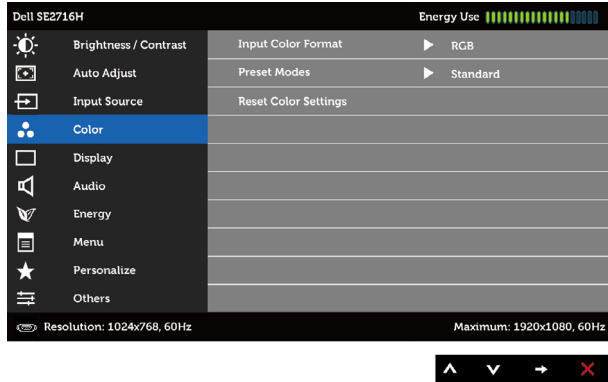 Dell SE2716H Energy Use
Brightness / Contrast Input Color Format RGB
Auto Adjust Preset Modes Standard
Input Source Reset Color Settings
Color
Display
Audio
Energy
Menu
Personalize
Others
Resolution: 1024x768, 60Hz Maximum: 1920x1080, 60Hz